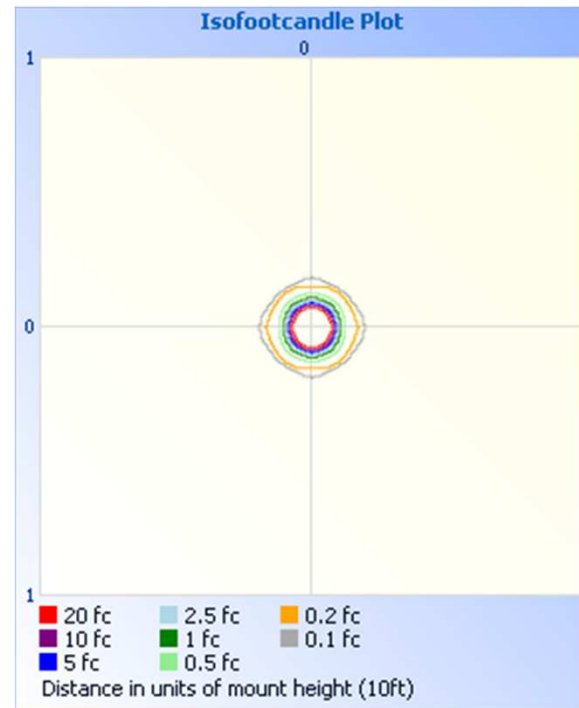 Isofootcandle Plot
0
1
0
1
20 fc 2.5 fc 0.2 fc
10 fc 1 fc 0.1 fc
5 fc 0.5 fc
Distance in units of mount height (10ft)